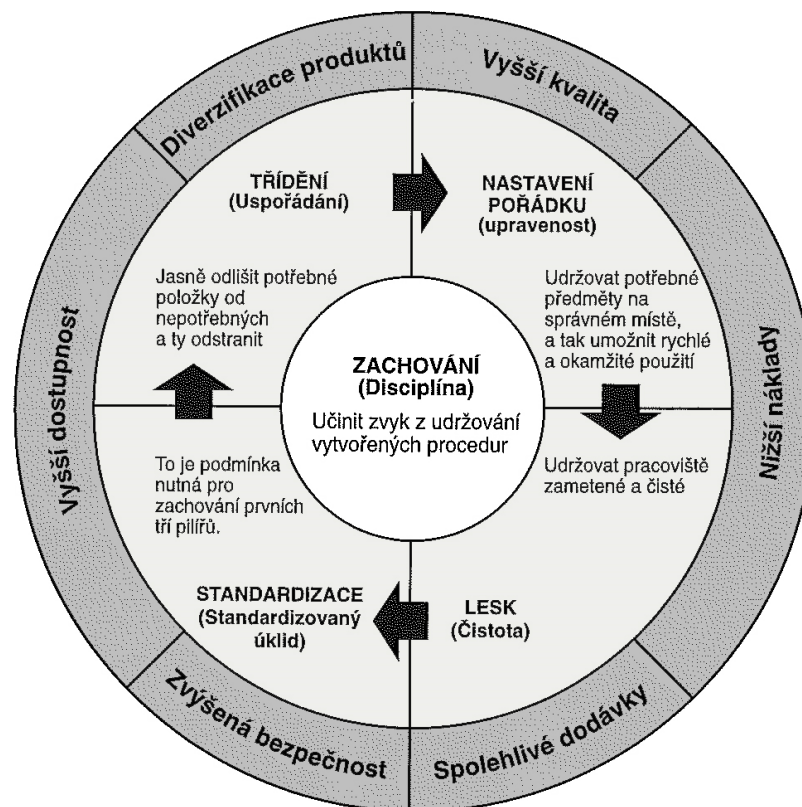 Diverzifikace produktů
Vyšší kvalita
TŘÍDĚNÍ
(Uspořádání)
NASTAVENÍ
POŘÁDKU
(upravenost)
Jasně odlišit potřebné
položky od
nepotřebných
a ty odstranit
Udržovat potřebné
předměty na
správném místě,
a tak umožnit rychlé
a okamžité použití
Vyšší dostupnost
Nižší náklady
ZACHOVÁNÍ
(Disciplína)
Učinit zvyk z udržování
vytvořených procedur
To je podmínka
nutná pro
zachování prvních
tří pilířů.
Udržovat pracoviště
zametené a čisté
STANDARDIZACE
(Standardizovaný
úklid)
LESK
(Čistota)
Zvýšená bezpečnost
Spolehlivé dodávky